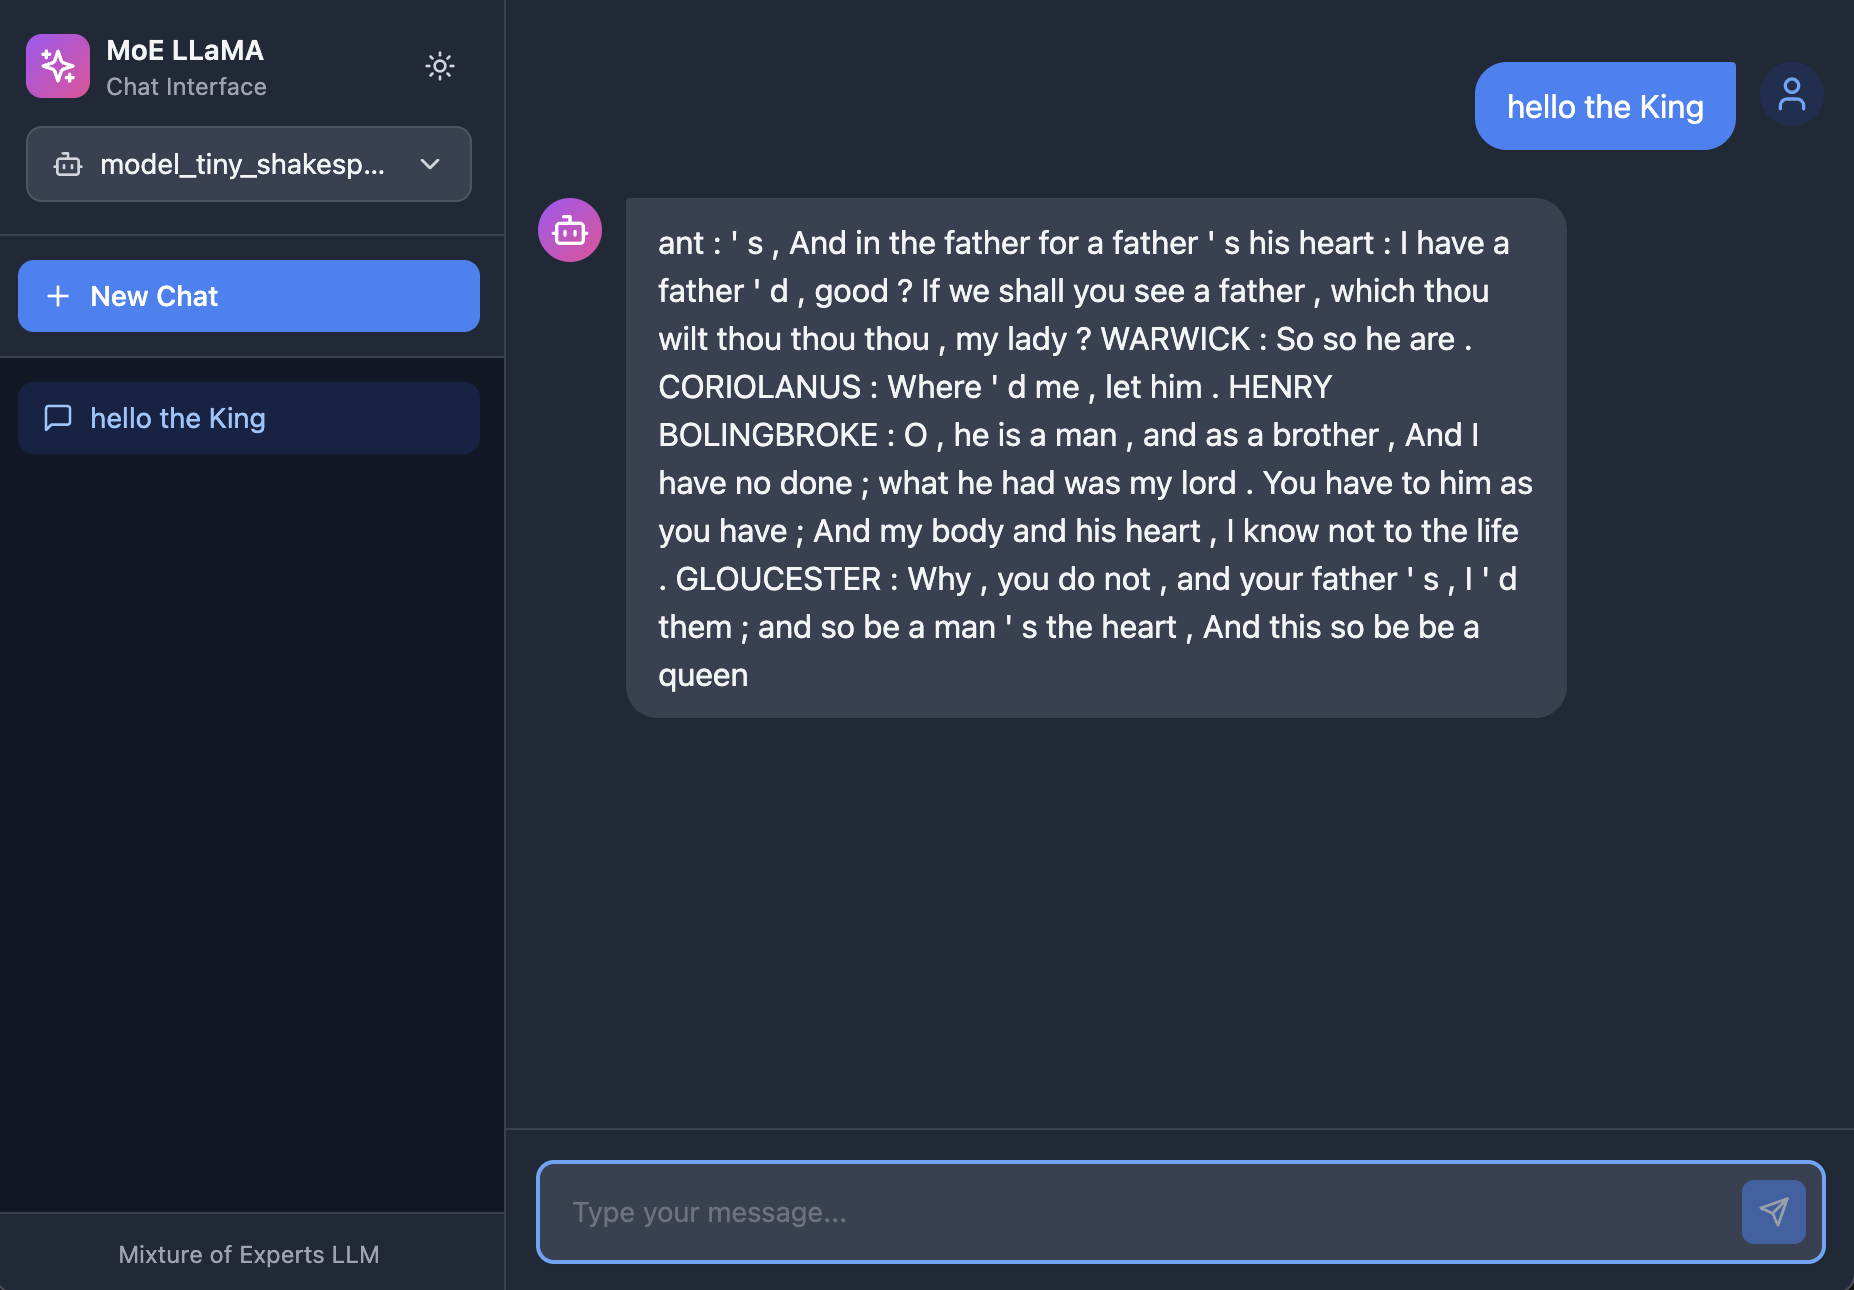 MoE LLaMA
Chat Interface
model_tiny_shakesp...
New Chat
hello the King
Mixture of Experts LLM
hello the King
ant : ' s , And in the father for a father ' s his heart : I have a
father ' d , good ? If we shall you see a father , which thou
wilt thou thou thou , my lady ? WARWICK : So so he are .
CORIOLANUS : Where ' d me , let him . HENRY
BOLINGBROKE : O , he is a man , and as a brother , And I
have no done ; what he had was my lord . You have to him as
you have ; And my body and his heart , I know not to the life
. GLOUCESTER : Why , you do not , and your father ' s , I ' d
them ; and so be a man ' s the heart , And this so be be a
queen
Type your message...